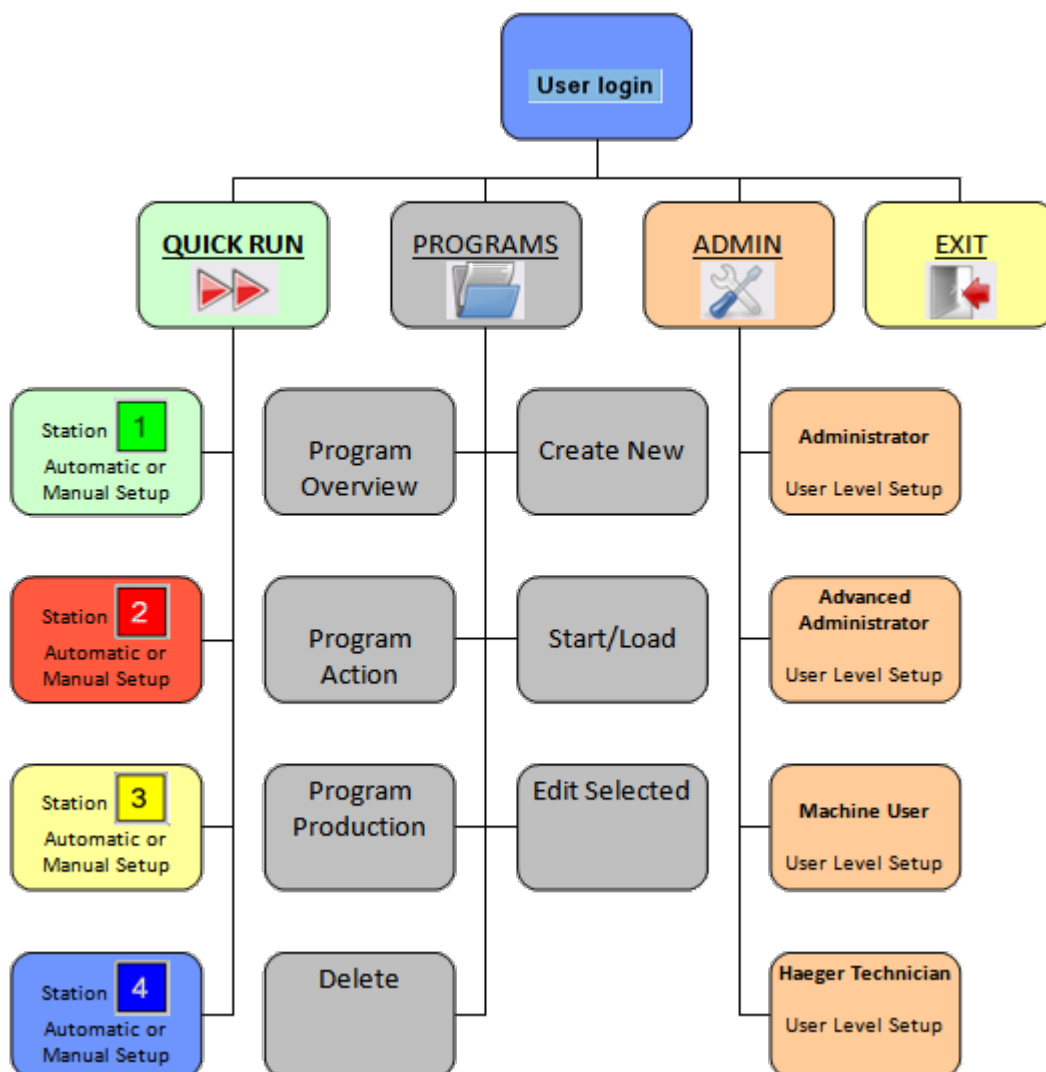 User login
QUICK RUN
PROGRAMS
ADMIN
EXIT
Station 1
Automatic or
Manual Setup
Program
Overview
Create New
Administrator
User Level Setup
Station 2
Automatic or
Manual Setup
Program
Action
Start/Load
Advanced
Administrator
User Level Setup
Station 3
Automatic or
Manual Setup
Program
Production
Edit Selected
Machine User
User Level Setup
Station 4
Automatic or
Manual Setup
Delete
Haeger Technician
User Level Setup